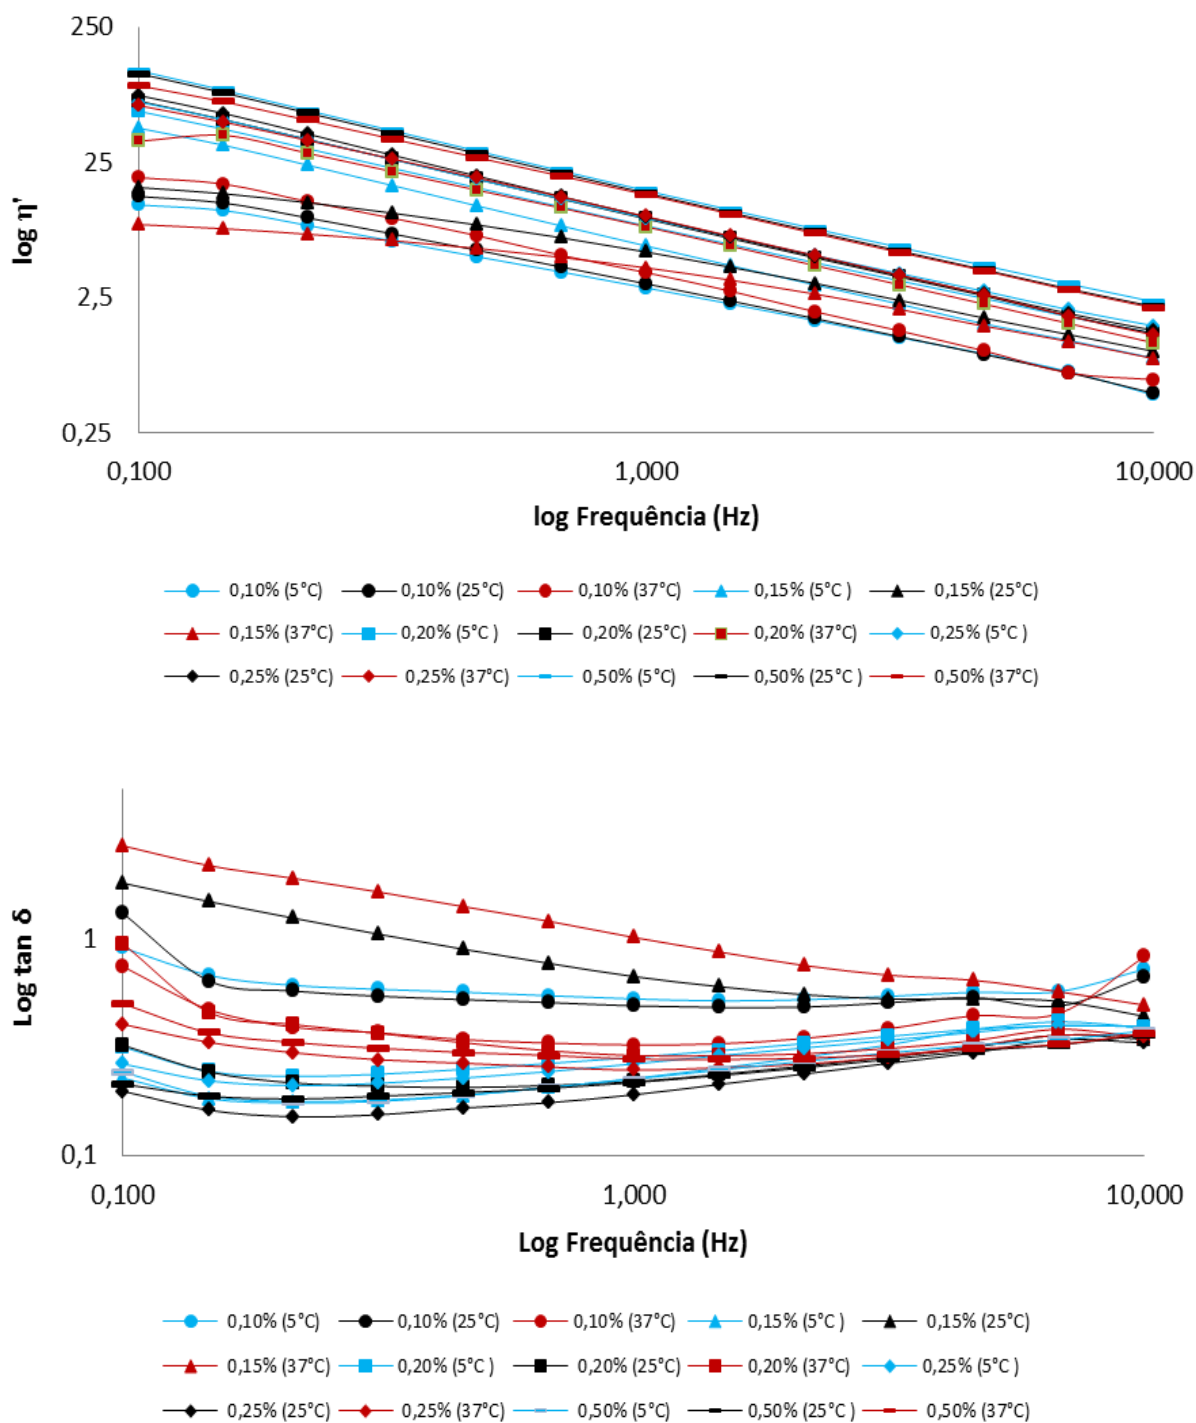 250
25
2,5
0,25
log η'
0,100 1,000 10,000
log Frequência (Hz)
0,10% (5°C) 0,10% (25°C) 0,10% (37°C) 0,15% (5°C ) 0,15% (25°C)
0,15% (37°C) 0,20% (5°C ) 0,20% (25°C) 0,20% (37°C) 0,25% (5°C )
0,25% (25°C) 0,25% (37°C) 0,50% (5°C) 0,50% (25°C ) 0,50% (37°C)
1
0,1
Log tan δ
0,100 1,000 10,000
Log Frequência (Hz)
0,10% (5°C) 0,10% (25°C) 0,10% (37°C) 0,15% (5°C ) 0,15% (25°C)
0,15% (37°C) 0,20% (5°C ) 0,20% (25°C) 0,20% (37°C) 0,25% (5°C )
0,25% (25°C) 0,25% (37°C) 0,50% (5°C) 0,50% (25°C ) 0,50% (37°C)